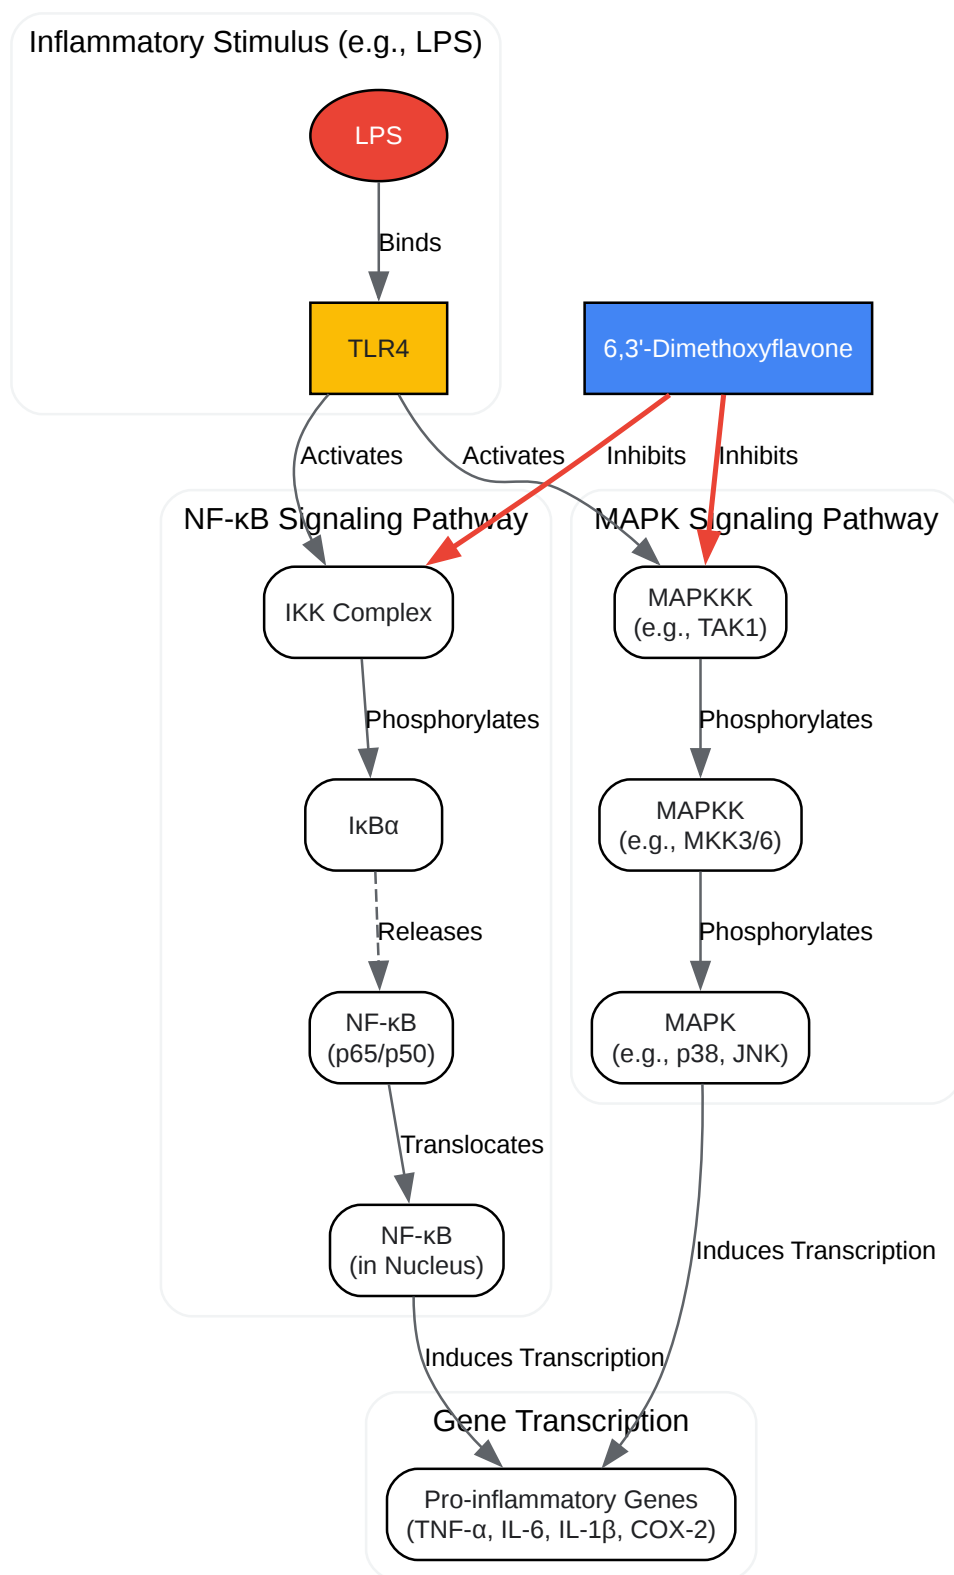 Inflammatory Stimulus (e.g., LPS)
LPS
Binds
TLR4
6,3'-Dimethoxyflavone
Activates
Activates
Inhibits
Inhibits
NF-κB Signaling Pathway
MAPK Signaling Pathway
IKK Complex
MAPKKK
(e.g., TAK1)
Phosphorylates
Phosphorylates
IκBα
MAPKK
(e.g., MKK3/6)
Releases
Phosphorylates
NF-κB
(p65/p50)
MAPK
(e.g., p38, JNK)
Translocates
NF-κB
(in Nucleus)
Induces Transcription
Induces Transcription
Gene Transcription
Pro-inflammatory Genes
(TNF-α, IL-6, IL-1β, COX-2)